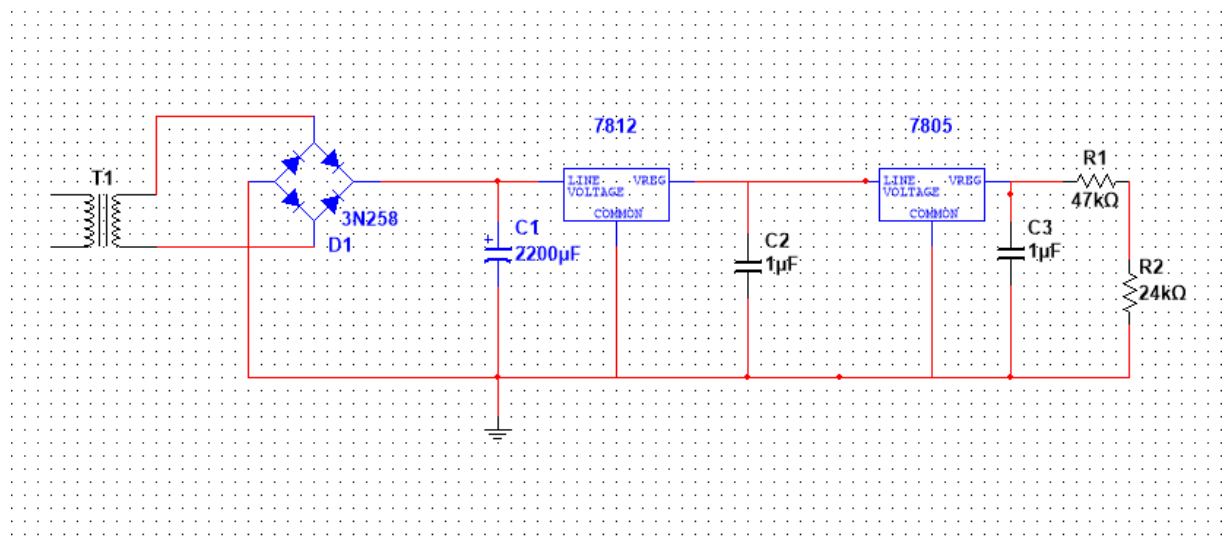 7812
7805
T1
LINE VREG
VOLTAGE
COMMON
LINE VREG
VOLTAGE
COMMON
R1
47kΩ
3N258
D1
C1
2200µF
+
C2
1µF
C3
1µF
R2
24kΩ